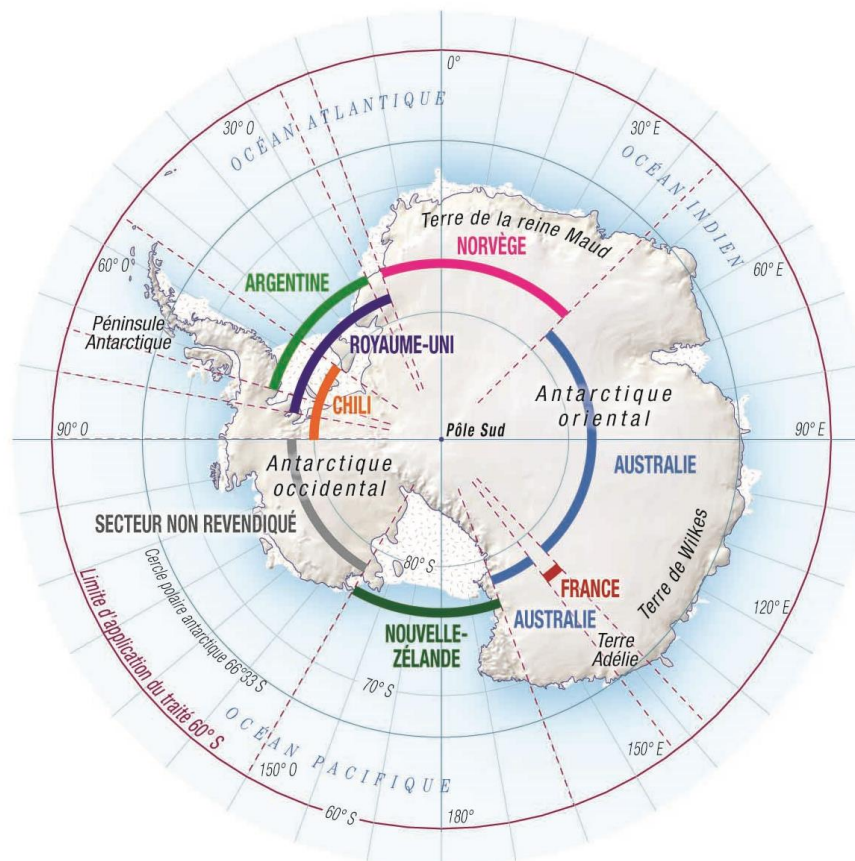 0°
30° O
OCÉAN ATLANTIQUE
30° E
OCÉAN INDIEN
Terre de la reine Maud
NORVÈGE
60° O
60° E
ARGENTINE
Péninsule
Antarctique
ROYAUME-UNI
CHILI
Antarctique
oriental
90° O
Pôle Sud
90° E
Antarctique
occidental
AUSTRALIE
SECTEUR NON REVENDIQUÉ
Terre de Wilkes
80° S
FRANCE
Cercle polaire antarctique 66°33 S
Limite d'application du traité 60° S
120° E
AUSTRALIE
NOUVELLE-
ZÉLANDE
Terre
Adélie
70° S
150° E
OCÉAN PACIFIQUE
150° O
60° S
180°